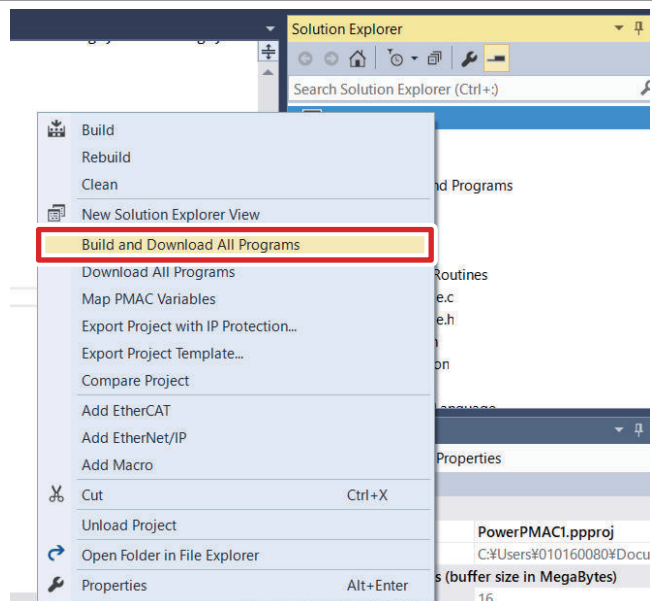 Solution Explorer
Search Solution Explorer (Ctrl+:)
Build
Rebuild
Clean
nd Programs
New Solution Explorer View
Build and Download All Programs
Download All Programs
Routines
Map PMAC Variables
e.c
Export Project with IP Protection...
e.h
Export Project Template...
on
Compare Project
Add EtherCAT
Language
Add EtherNet/IP
Add Macro
Properties
Cut Ctrl+X
Unload Project
PowerPMAC1.ppproj
Open Folder in File Explorer
C:¥Users¥010160080¥Docu
Properties Alt+Enter
s (buffer size in MegaBytes)
16